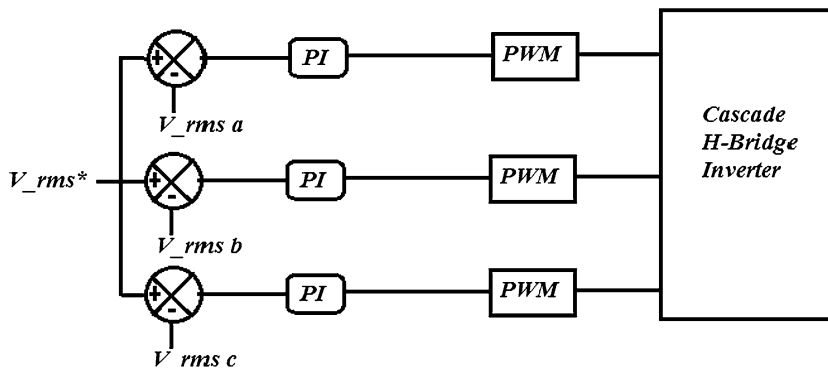 +
-
PI
PWM
V_rms a
Cascade
H-Bridge
Inverter
V_rms*
+
-
PI
PWM
V_rms b
+
-
PI
PWM
V_rms c